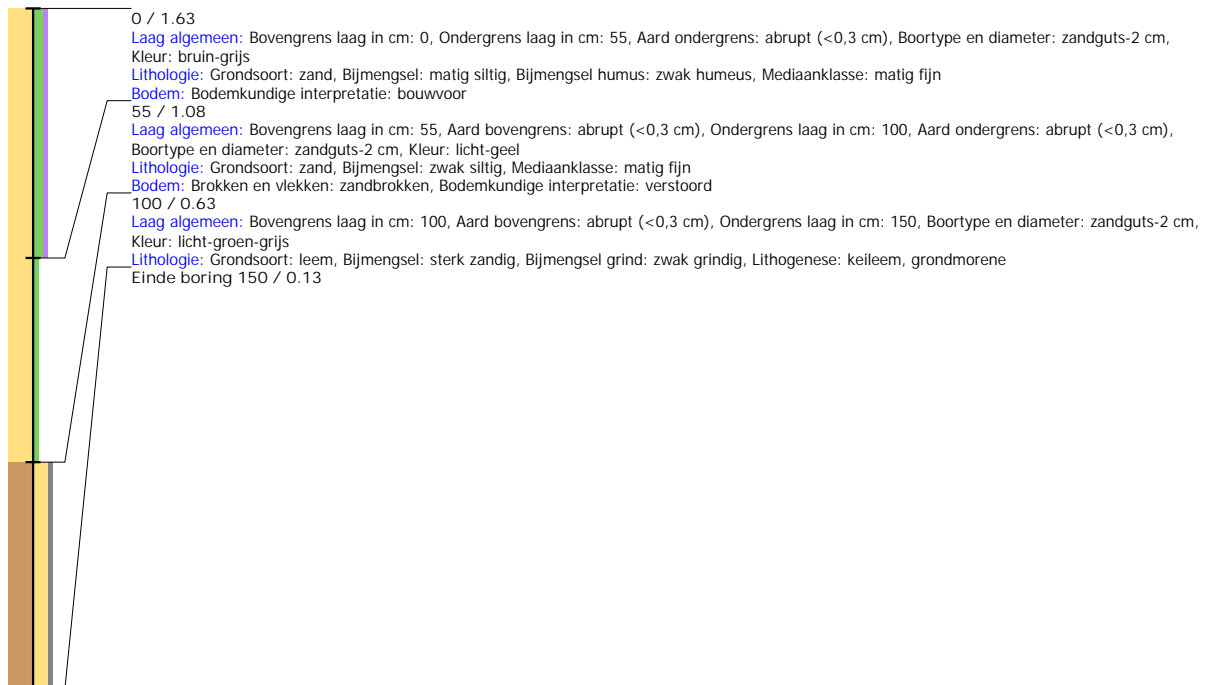 0 / 1.63
Laag algemeen: Bovengrens laag in cm: 0, Ondergrens laag in cm: 55, Aard ondergrens: abrupt (<0,3 cm), Boortype en diameter: zandguts-2 cm,
Kleur: bruin-grijs
Lithologie: Grondsoort: zand, Bijmengsel: matig siltig, Bijmengsel humus: zwak humeus, Mediaanklasse: matig fijn
Bodem: Bodemkundige interpretatie: bouwvoor
55 / 1.08
Laag algemeen: Bovengrens laag in cm: 55, Aard bovengrens: abrupt (<0,3 cm), Ondergrens laag in cm: 100, Aard ondergrens: abrupt (<0,3 cm),
Boortype en diameter: zandguts-2 cm, Kleur: licht-geel
Lithologie: Grondsoort: zand, Bijmengsel: zwak siltig, Mediaanklasse: matig fijn
Bodem: Brokken en vlekken: zandbrokken, Bodemkundige interpretatie: verstoord
100 / 0.63
Laag algemeen: Bovengrens laag in cm: 100, Aard bovengrens: abrupt (<0,3 cm), Ondergrens laag in cm: 150, Boortype en diameter: zandguts-2 cm,
Kleur: licht-groen-grijs
Lithologie: Grondsoort: leem, Bijmengsel: sterk zandig, Bijmengsel grind: zwak grindig, Lithogenese: keileem, grondmorene
Einde boring 150 / 0.13